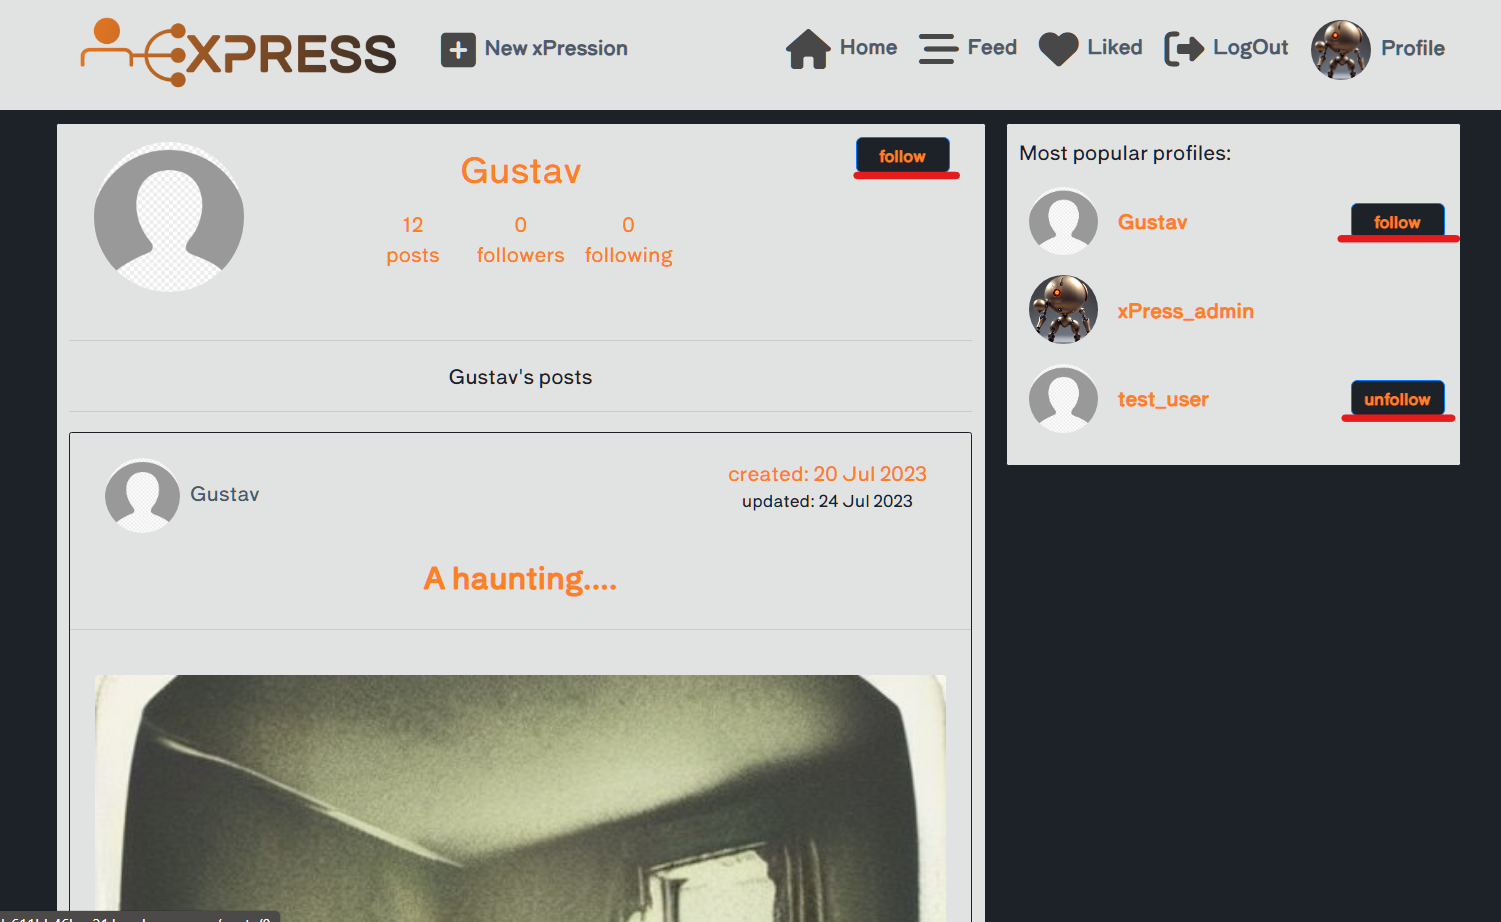 XPRESS
New xPression
Home
Feed
Liked
LogOut
Profile
Gustav
follow
12
posts
0
followers
0
following
Gustav's posts
Gustav
created: 20 Jul 2023
updated: 24 Jul 2023
A haunting....
Most popular profiles:
Gustav
follow
xPress_admin
test_user
unfollow